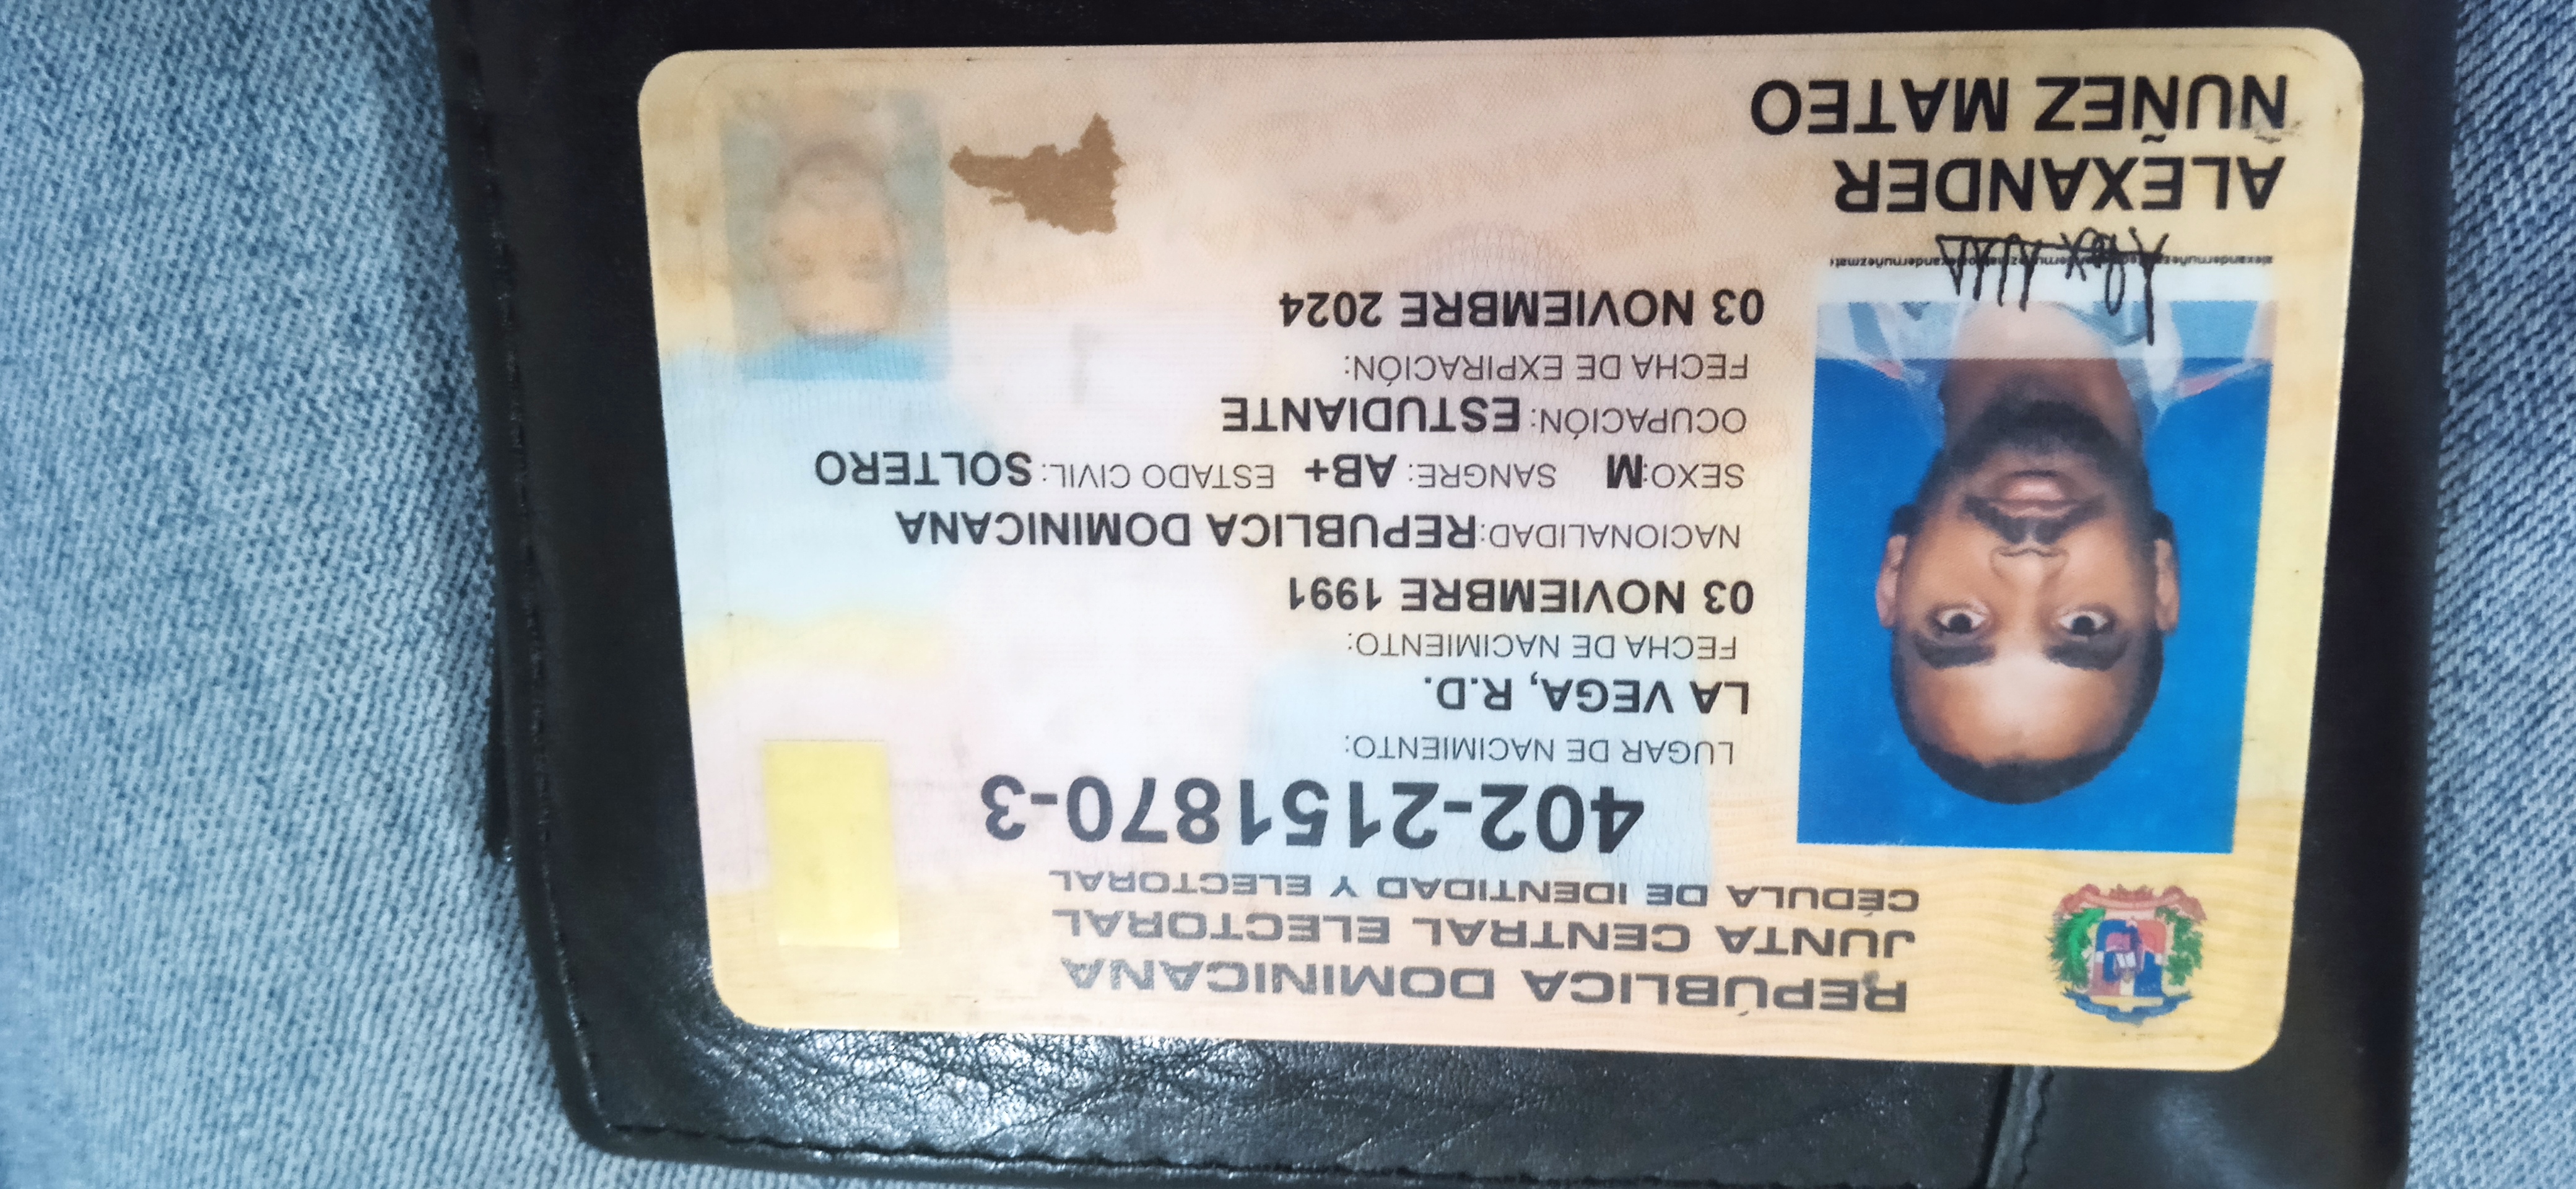 REPÚBLICA DOMINICANA
JUNTA CENTRAL ELECTORAL
CÉDULA DE IDENTIDAD Y ELECTORAL
402-2151870-3
LUGAR DE NACIMIENTO:
LA VEGA, R.D.
FECHA DE NACIMIENTO:
03 NOVIEMBRE 1991
NACIONALIDAD:REPUBLICA DOMINICANA
SEXO:M SANGRE: AB+ ESTADO CIVIL: SOLTERO
OCUPACIÓN: ESTUDIANTE
FECHA DE EXPIRACIÓN:
03 NOVIEMBRE 2024
ALEXANDER
NUÑEZ MATEO